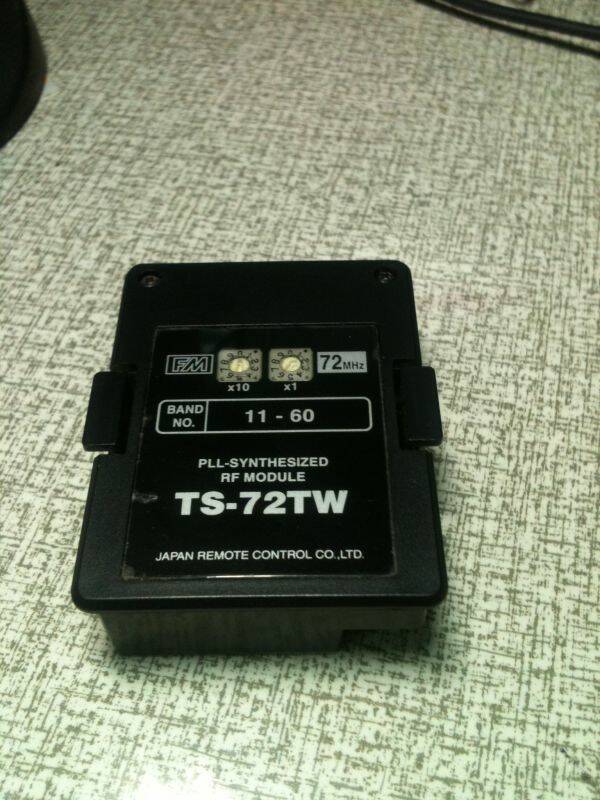 FM 72MHz
x10 x1
BAND NO. 11 - 60
PLL-SYNTHESIZED
RF MODULE
TS-72TW
JAPAN REMOTE CONTROL CO.,LTD.